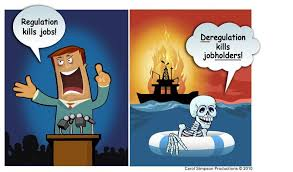 Regulation
kills jobs!
Deregulation
kills
jobholders!
Carol Simpson Productions ©2010